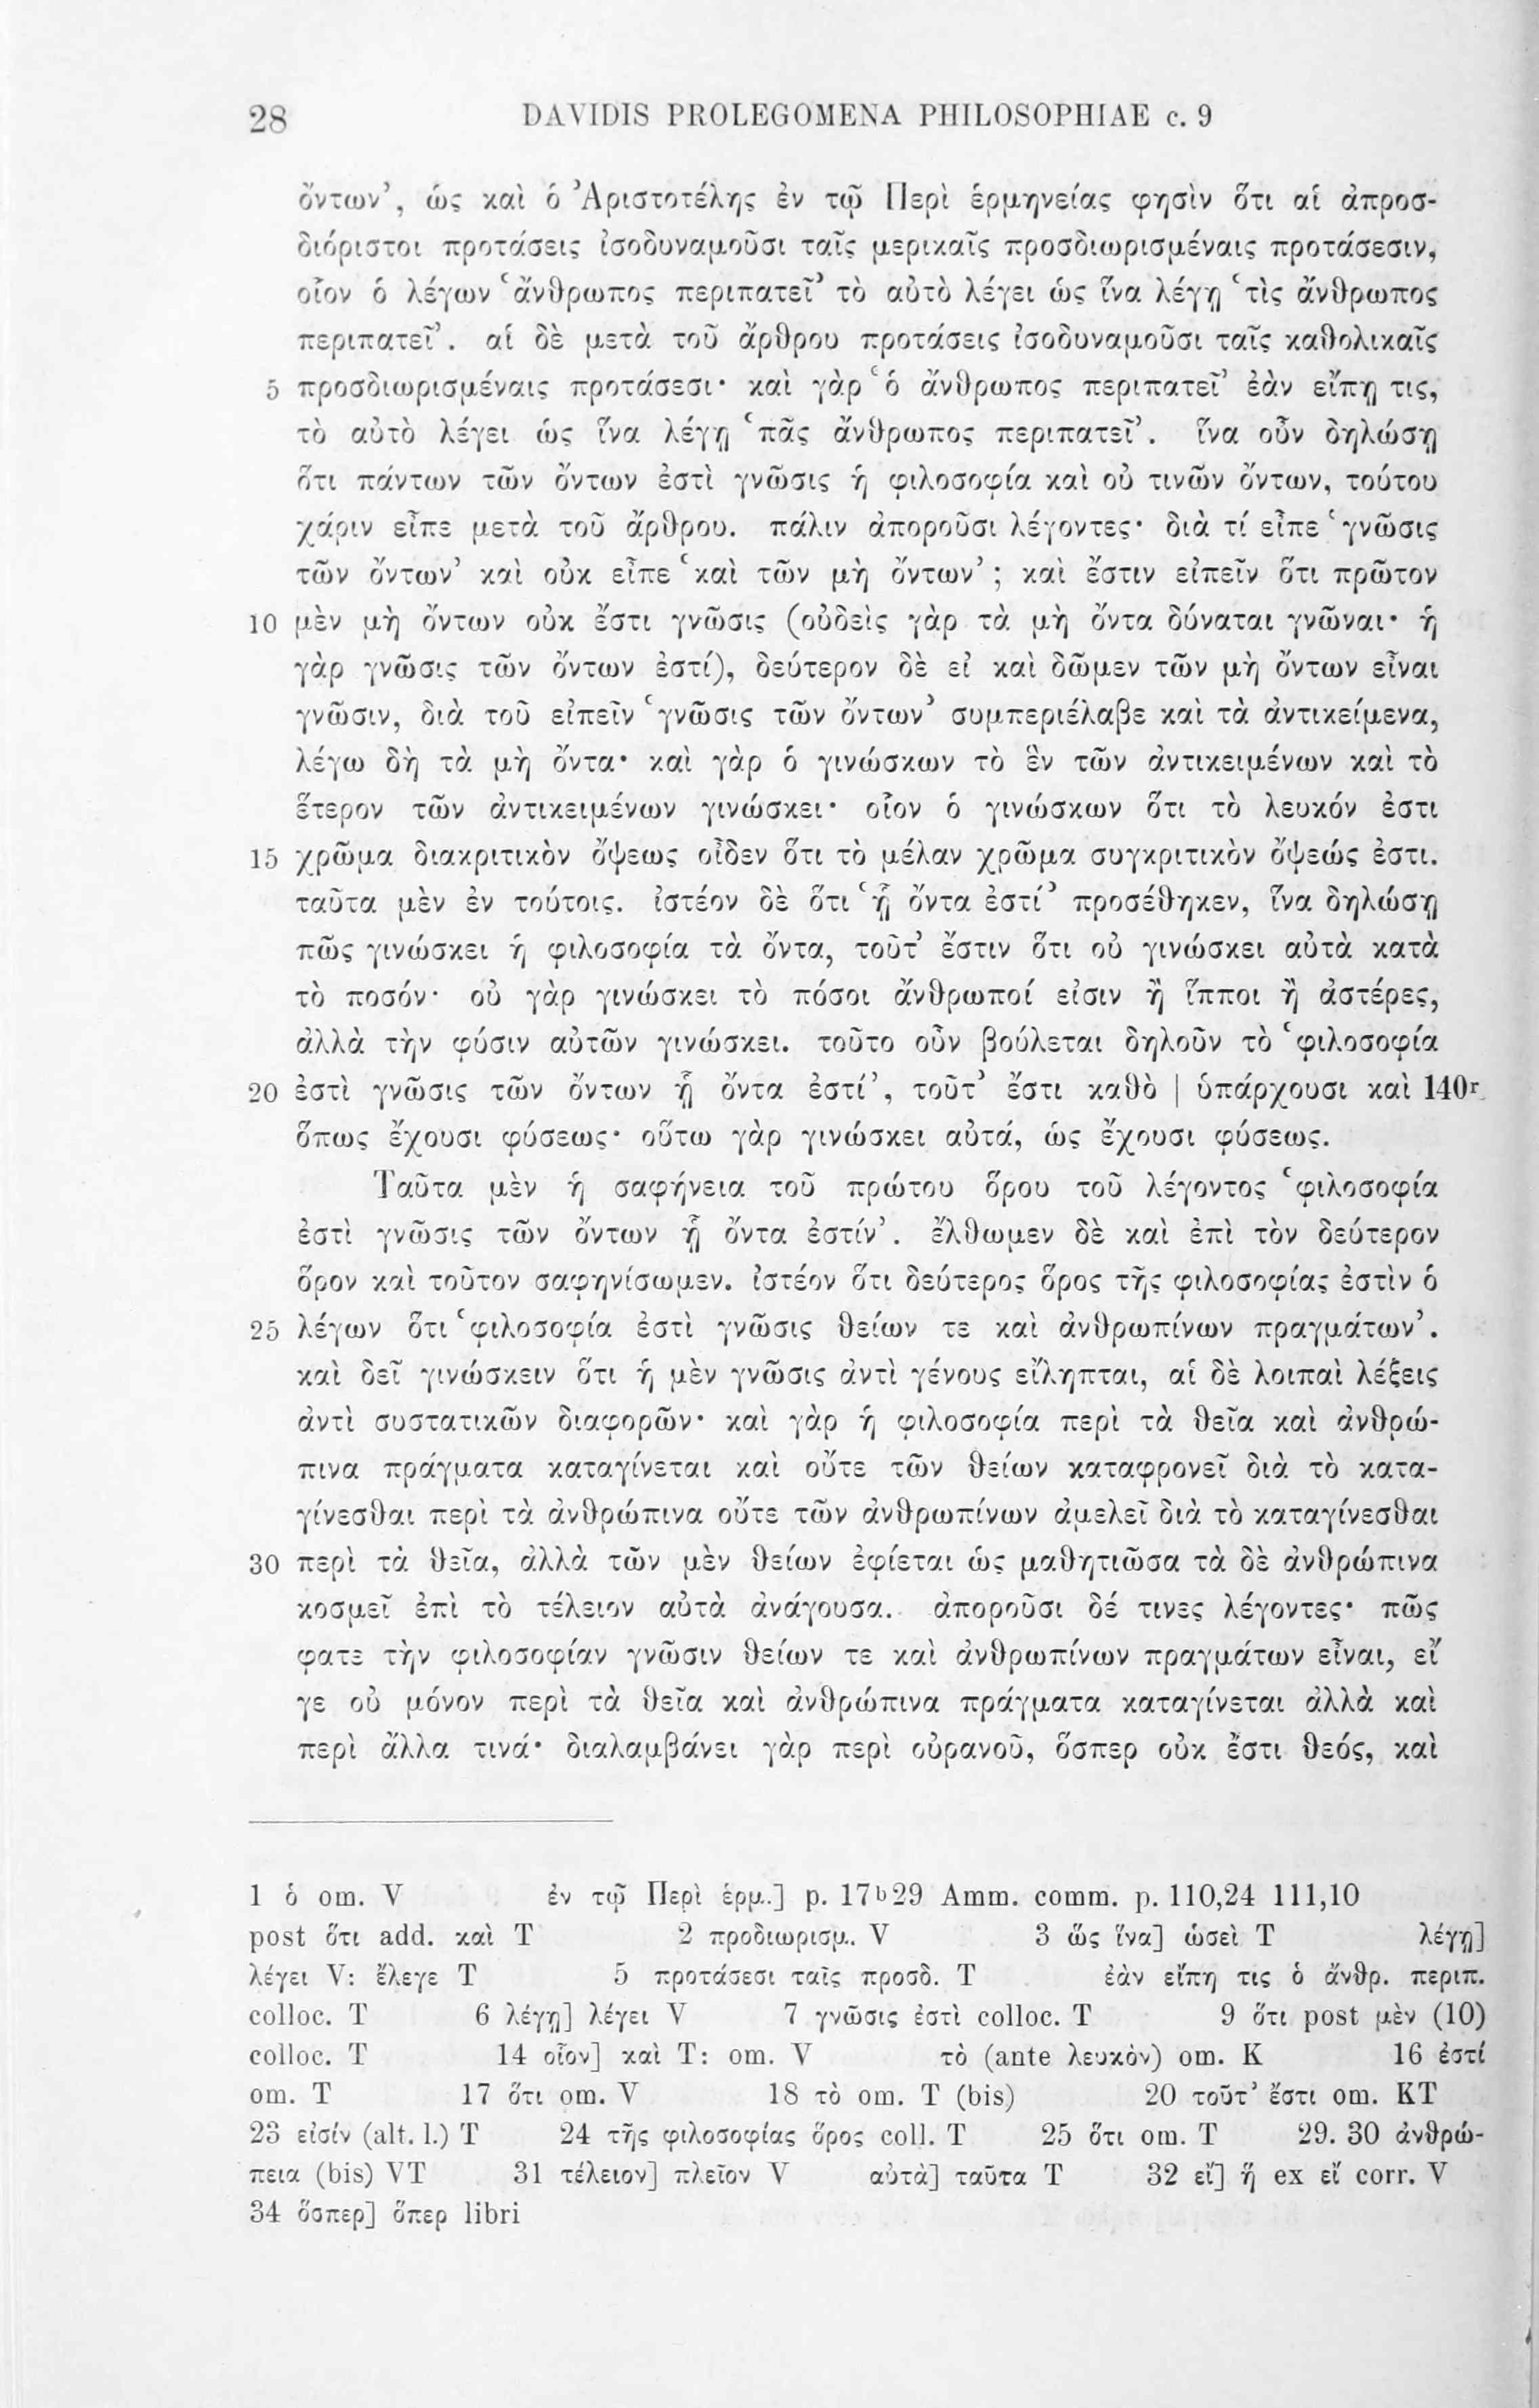 28 DAVIDIS PROLEGOMENA PHILOSOPHIAE c. 9
ὄντων’, ὡς καὶ ὁ Ἀριστοτέλης ἐν τῷ Περὶ ἑρμηνείας φησὶν ὅτι αἱ ἀπροσ-
διόριστοι προτάσεις ἰσοδυναμοῦσι ταῖς μερικαῖς προσδιωρισμέναις προτάσεσιν,
οἷον ὁ λέγων ‘ἄνθρωπος περιπατεῖ’ τὸ αὐτὸ λέγει ὡς ἵνα λέγῃ ‘τὶς ἄνθρωπος
περιπατεῖ’. αἱ δὲ μετὰ τοῦ ἄρθρου προτάσεις ἰσοδυναμοῦσι ταῖς καθολικαῖς
5 προσδιωρισμέναις προτάσεσι· καὶ γὰρ ‘ὁ ἄνθρωπος περιπατεῖ’ ἐὰν εἴπῃ τις,
τὸ αὐτὸ λέγει ὡς ἵνα λέγῃ ‘πᾶς ἄνθρωπος περιπατεῖ’. ἵνα οὖν δηλώσῃ
ὅτι πάντων τῶν ὄντων ἐστὶ γνῶσις ἡ φιλοσοφία καὶ οὐ τινῶν ὄντων, τούτου
χάριν εἶπε μετὰ τοῦ ἄρθρου. πάλιν ἀποροῦσι λέγοντες· διὰ τί εἶπε ‘γνῶσις
τῶν ὄντων’ καὶ οὐκ εἶπε ‘καὶ τῶν μὴ ὄντων’; καὶ ἔστιν εἰπεῖν ὅτι πρῶτον
10 μὲν μὴ ὄντων οὐκ ἔστι γνῶσις (οὐδεὶς γὰρ τὰ μὴ ὄντα δύναται γνῶναι· ἡ
γὰρ γνῶσις τῶν ὄντων ἐστί), δεύτερον δὲ εἰ καὶ δῶμεν τῶν μὴ ὄντων εἶναι
γνῶσιν, διὰ τοῦ εἰπεῖν ‘γνῶσις τῶν ὄντων’ συμπεριέλαβε καὶ τὰ ἀντικείμενα,
λέγω δὴ τὰ μὴ ὄντα· καὶ γὰρ ὁ γινώσκων τὸ ἓν τῶν ἀντικειμένων καὶ τὸ
ἕτερον τῶν ἀντικειμένων γινώσκει· οἷον ὁ γινώσκων ὅτι τὸ λευκόν ἐστι
15 χρῶμα διακριτικὸν ὄψεως οἶδεν ὅτι τὸ μέλαν χρῶμα συγκριτικὸν ὄψεώς ἐστι.
ταῦτα μὲν ἐν τούτοις. ἰστέον δὲ ὅτι ‘ᾗ ὄντα ἐστί’ προσέθηκεν, ἵνα δηλώσῃ
πῶς γινώσκει ἡ φιλοσοφία τὰ ὄντα, τοῦτ’ ἔστιν ὅτι οὐ γινώσκει αὐτὰ κατὰ
τὸ ποσόν· οὐ γὰρ γινώσκει τὸ πόσοι ἄνθρωποί εἰσιν ἢ ἵπποι ἢ ἀστέρες,
ἀλλὰ τὴν φύσιν αὐτῶν γινώσκει. τοῦτο οὖν βούλεται δηλοῦν τὸ ‘φιλοσοφία
20 ἐστὶ γνῶσις τῶν ὄντων ᾗ ὄντα ἐστί’, τοῦτ’ ἔστι καθὸ | ὑπάρχουσι καὶ 140r
ὅπως ἔχουσι φύσεως· οὕτω γὰρ γινώσκει αὐτά, ὡς ἔχουσι φύσεως.
Ταῦτα μὲν ἡ σαφήνεια τοῦ πρώτου ὅρου τοῦ λέγοντος ‘φιλοσοφία
ἐστὶ γνῶσις τῶν ὄντων ᾗ ὄντα ἐστίν’. ἔλθωμεν δὲ καὶ ἐπὶ τὸν δεύτερον
ὅρον καὶ τοῦτον σαφηνίσωμεν. ἰστέον ὅτι δεύτερος ὅρος τῆς φιλοσοφίας ἐστὶν ὁ
25 λέγων ὅτι ‘φιλοσοφία ἐστὶ γνῶσις θείων τε καὶ ἀνθρωπίνων πραγμάτων’.
καὶ δεῖ γινώσκειν ὅτι ἡ μὲν γνῶσις ἀντὶ γένους εἴληπται, αἱ δὲ λοιπαὶ λέξεις
ἀντὶ συστατικῶν διαφορῶν· καὶ γὰρ ἡ φιλοσοφία περὶ τὰ θεῖα καὶ ἀνθρώ-
πινα πράγματα καταγίνεται καὶ οὔτε τῶν θείων καταφρονεῖ διὰ τὸ κατα-
γίνεσθαι περὶ τὰ ἀνθρώπινα οὔτε τῶν ἀνθρωπίνων ἀμελεῖ διὰ τὸ καταγίνεσθαι
30 περὶ τὰ θεῖα, ἀλλὰ τῶν μὲν θείων ἐφίεται ὡς μαθητιῶσα τὰ δὲ ἀνθρώπινα
κοσμεῖ ἐπὶ τὸ τέλειον αὐτὰ ἀνάγουσα. ἀποροῦσι δέ τινες λέγοντες· πῶς
φατε τὴν φιλοσοφίαν γνῶσιν θείων τε καὶ ἀνθρωπίνων πραγμάτων εἶναι, εἴ
γε οὐ μόνον περὶ τὰ θεῖα καὶ ἀνθρώπινα πράγματα καταγίνεται ἀλλὰ καὶ
περὶ ἄλλα τινά· διαλαμβάνει γὰρ περὶ οὐρανοῦ, ὅσπερ οὐκ ἔστι θεός, καὶ
1 ὁ om. V ἐν τῷ Περὶ ἑρμ.] p. 17b29 Amm. comm. p. 110,24 111,10
post ὅτι add. καὶ T 2 προδιωρισμ. V 3 ὥς ἵνα] ὡσεὶ T λέγῃ]
λέγει V: ἔλεγε T 5 προτάσεσι ταῖς προσδ. T ἐὰν εἴπῃ τις ὁ ἄνθρ. περιπ.
colloc. T 6 λέγῃ] λέγει V 7 γνῶσις ἐστὶ colloc. T 9 ὅτι post μὲν (10)
colloc. T 14 οἷον] καὶ T: om. V τὸ (ante λευκὸν) om. K 16 ἐστί
om. T 17 ὅτι om. V 18 τὸ om. T (bis) 20 τοῦτ’ ἔστι om. KT
23 εἰσίν (alt. l.) T 24 τῆς φιλοσοφίας ὅρος coll. T 25 ὅτι om. T 29. 30 ἀνθρώ-
πεια (bis) VT 31 τέλειον] πλεῖον V αὐτὰ] ταῦτα T 32 εἴ] ἥ ex εἴ corr. V
34 ὅσπερ] ὅπερ libri